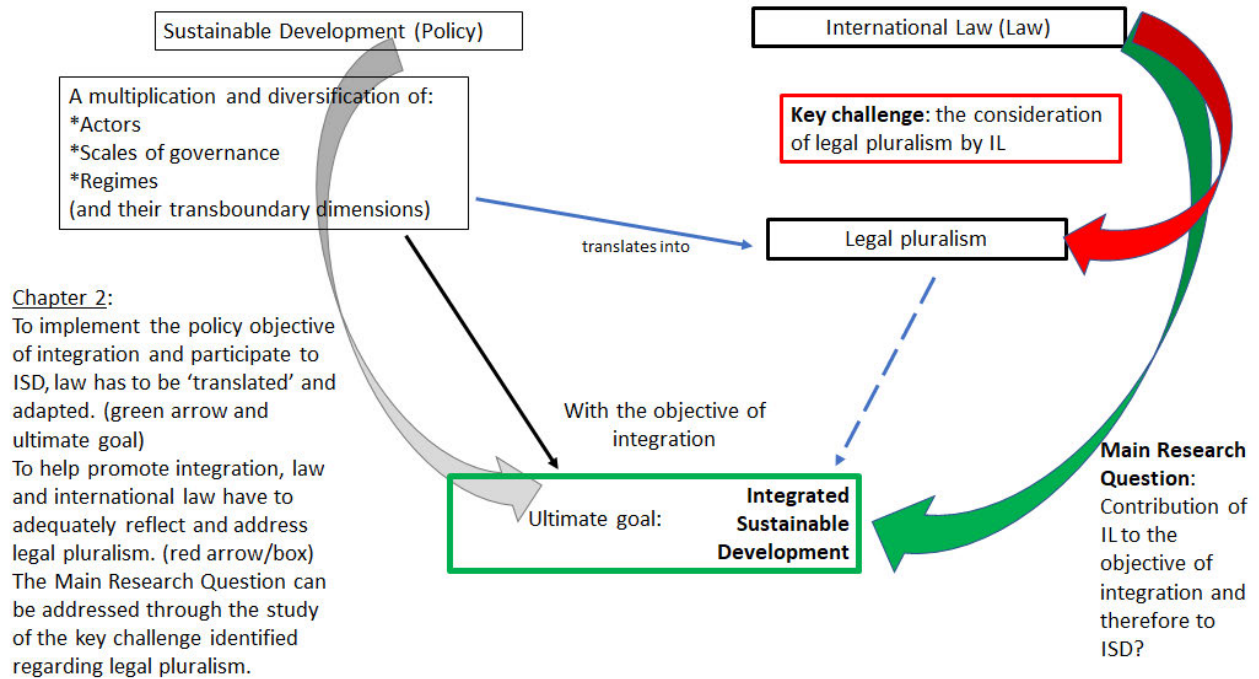 Sustainable Development (Policy)
International Law (Law)
A multiplication and diversification of:
*Actors
*Scales of governance
*Regimes
(and their transboundary dimensions)
Key challenge: the consideration
of legal pluralism by IL
translates into
Legal pluralism
Chapter 2:
To implement the policy objective
of integration and participate to
ISD, law has to be ‘translated’ and
adapted. (green arrow and
ultimate goal)
To help promote integration, law
and international law have to
adequately reflect and address
legal pluralism. (red arrow/box)
The Main Research Question can
be addressed through the study
of the key challenge identified
regarding legal pluralism.
With the objective of
integration
Ultimate goal:
Integrated
Sustainable
Development
Main Research
Question:
Contribution of
IL to the
objective of
integration and
therefore to
ISD?